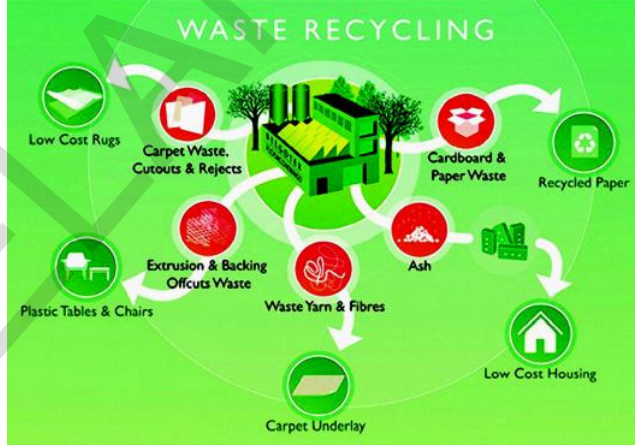 WASTE RECYCLING
Low Cost Rugs
Carpet Waste,
Cutouts & Rejects
Cardboard &
Paper Waste
Recycled Paper
Extrusion & Backing
Offcuts Waste
Ash
Plastic Tables & Chairs
Waste Yarn & Fibres
Low Cost Housing
Carpet Underlay